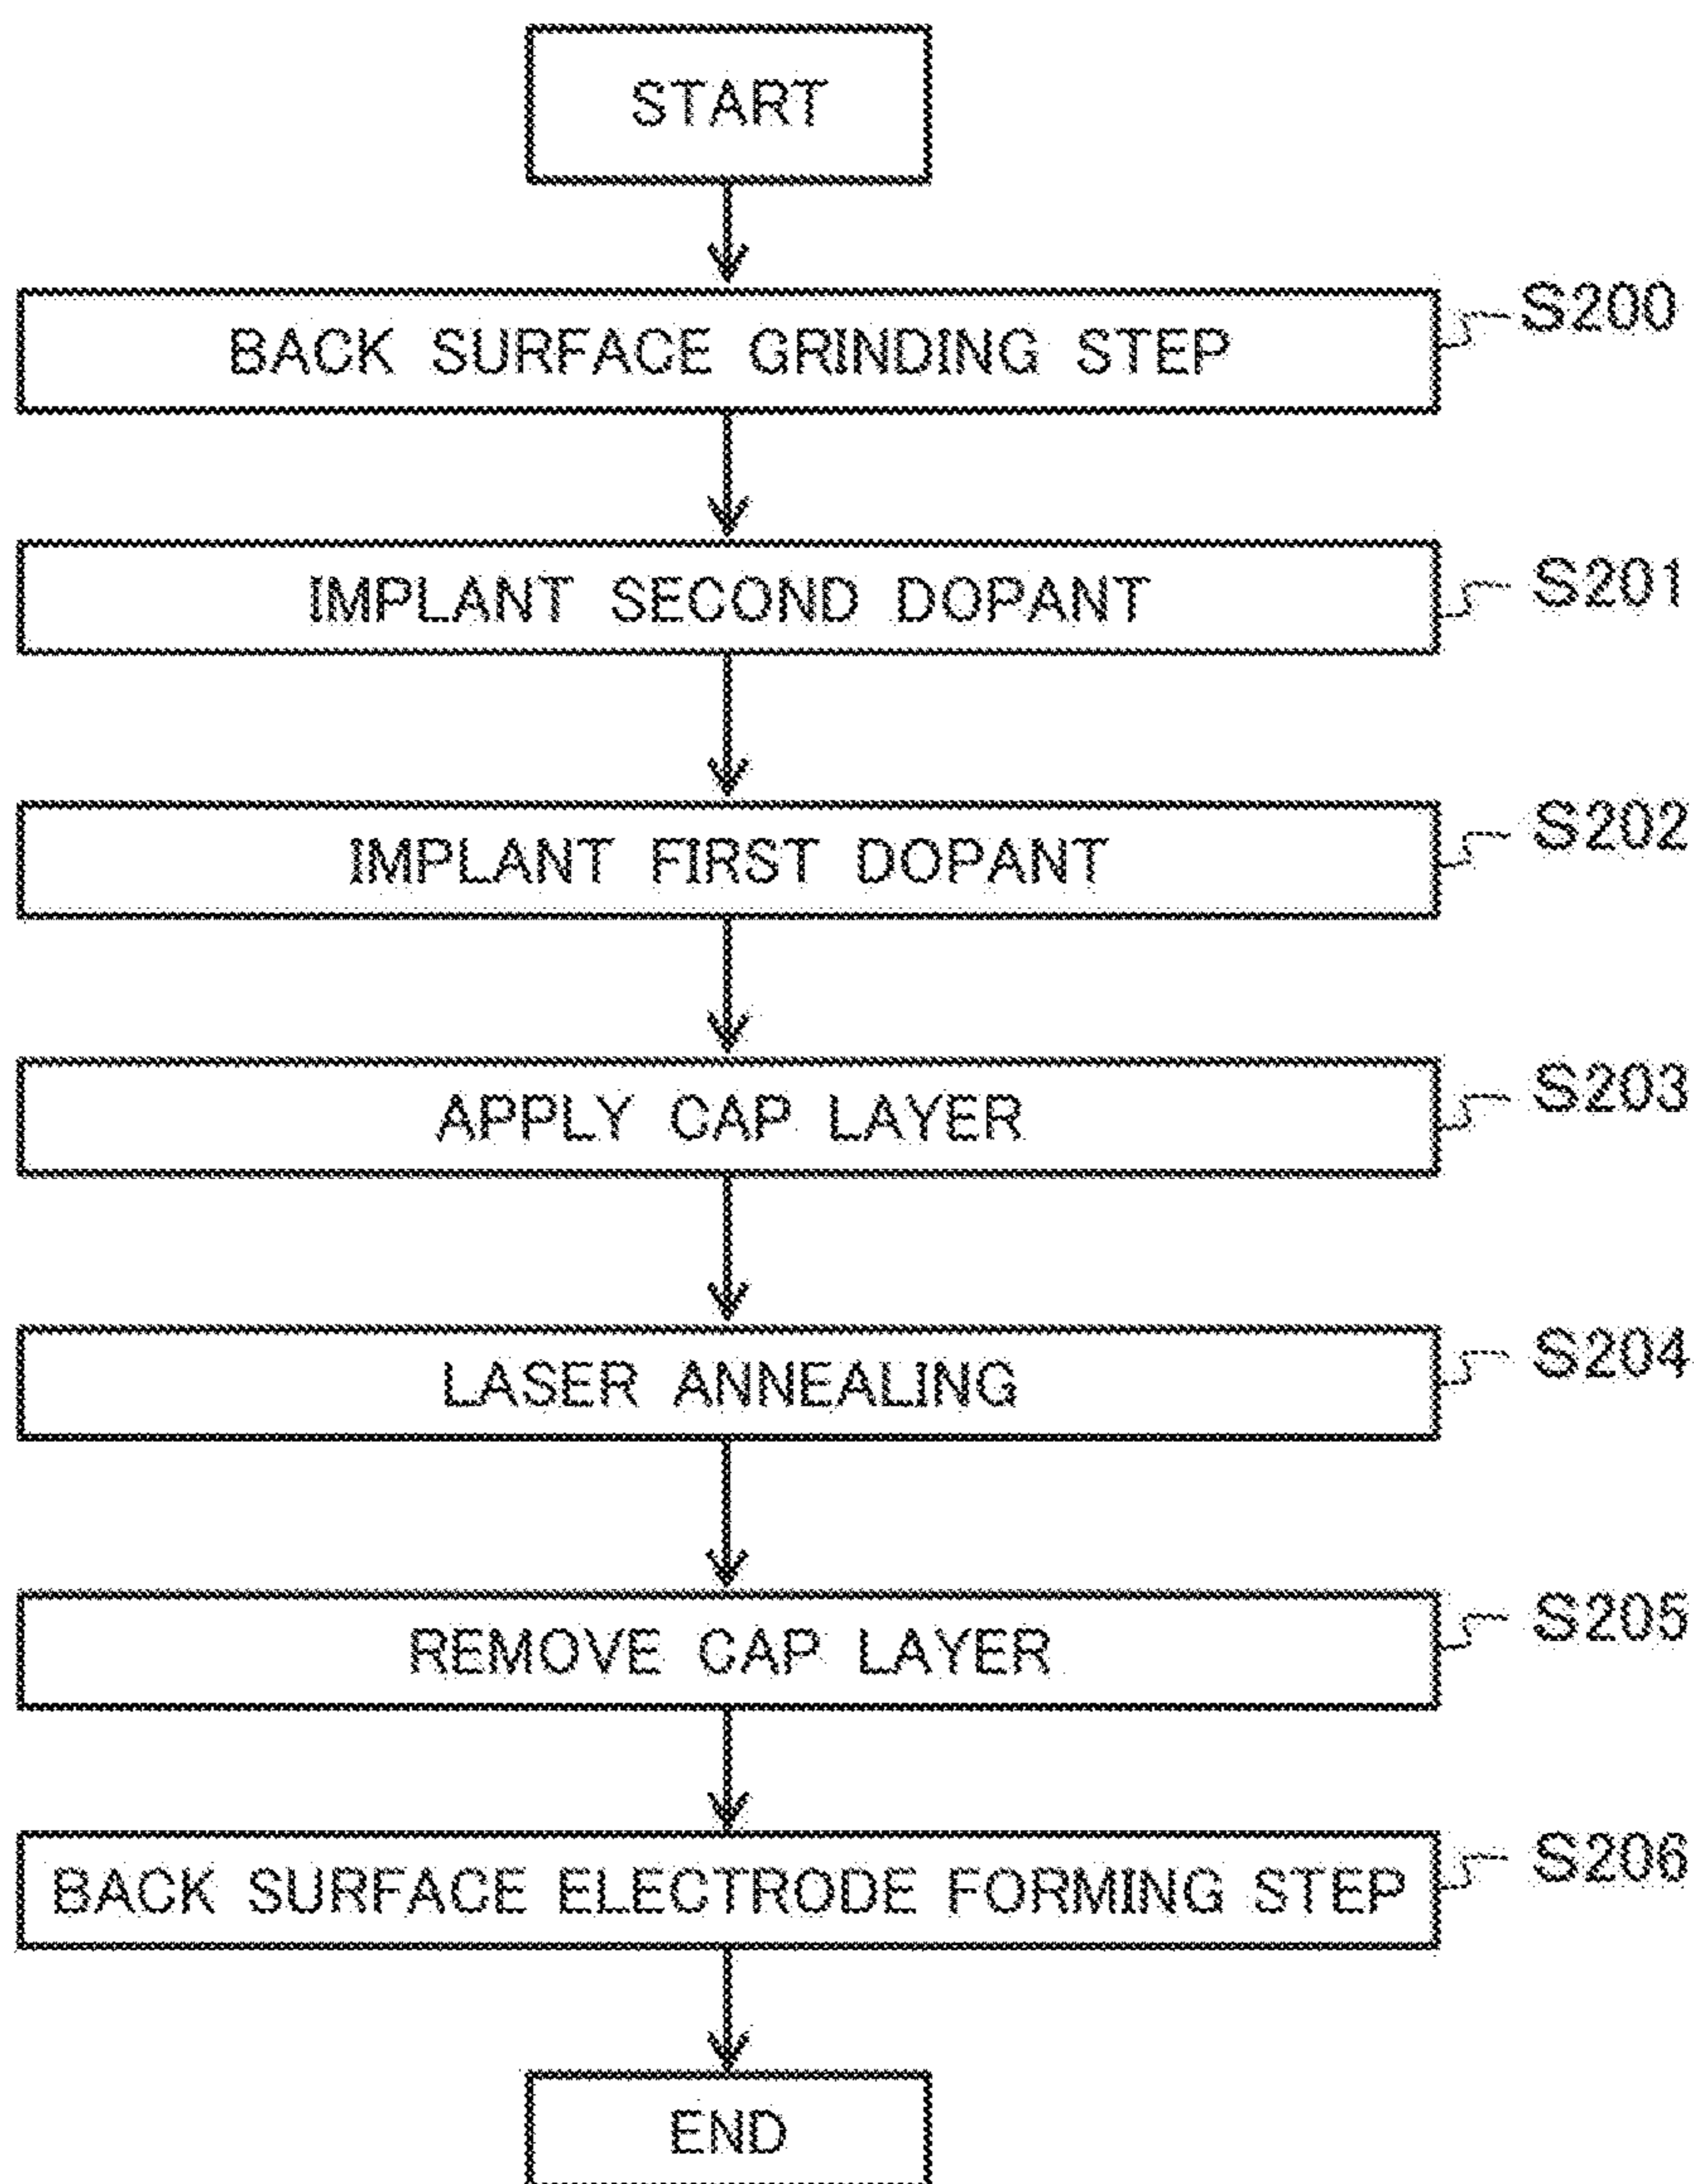 START
BACK SURFACE GRINDING STEP S200
IMPLANT SECOND DOPANT S201
IMPLANT FIRST DOPANT S202
APPLY CAP LAYER S203
LASER ANNEALING S204
REMOVE CAP LAYER S205
BACK SURFACE ELECTRODE FORMING STEP S206
END